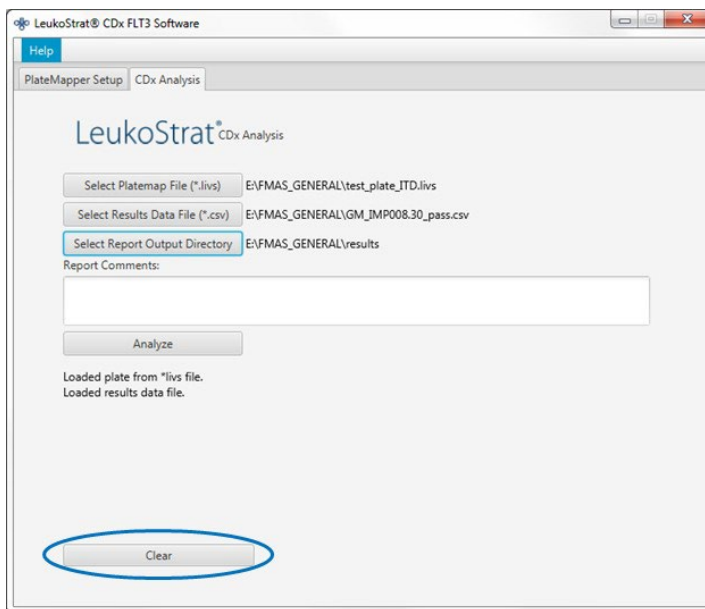 LeukoStrat® CDx FLT3 Software
Help
PlateMapper Setup CDx Analysis
LeukoStrat® CDx Analysis
Select Platemap File (*.livs) E:\FMAS_GENERAL\test_plate_ITD.livs
Select Results Data File (*.csv) E:\FMAS_GENERAL\GM_IMP008.30_pass.csv
Select Report Output Directory E:\FMAS_GENERAL\results
Report Comments:
Analyze
Loaded plate from *livs file.
Loaded results data file.
Clear